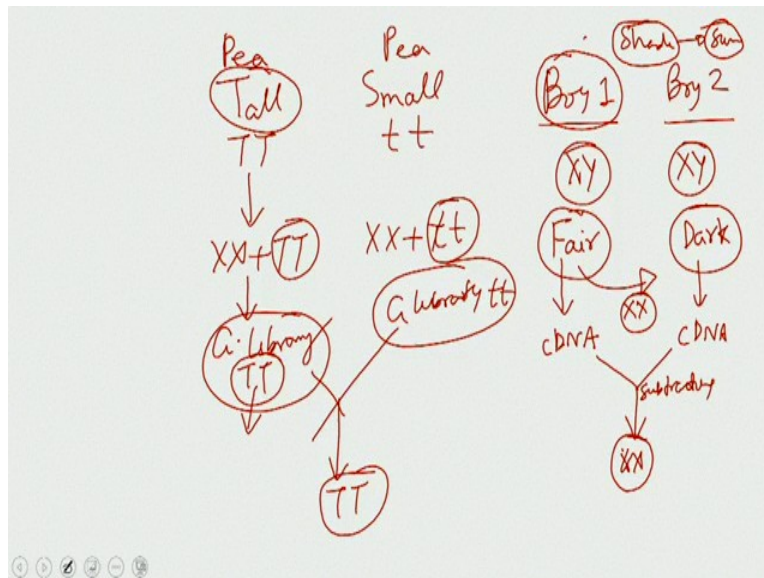 Pea
Tall
TT
XX+TT
G. library
TT
Pea
Small
tt
XX+tt
G library tt
TT
Shade → Sun
Boy 1
Boy 2
XY
XY
Fair
Dark
XX
cDNA
cDNA
XX